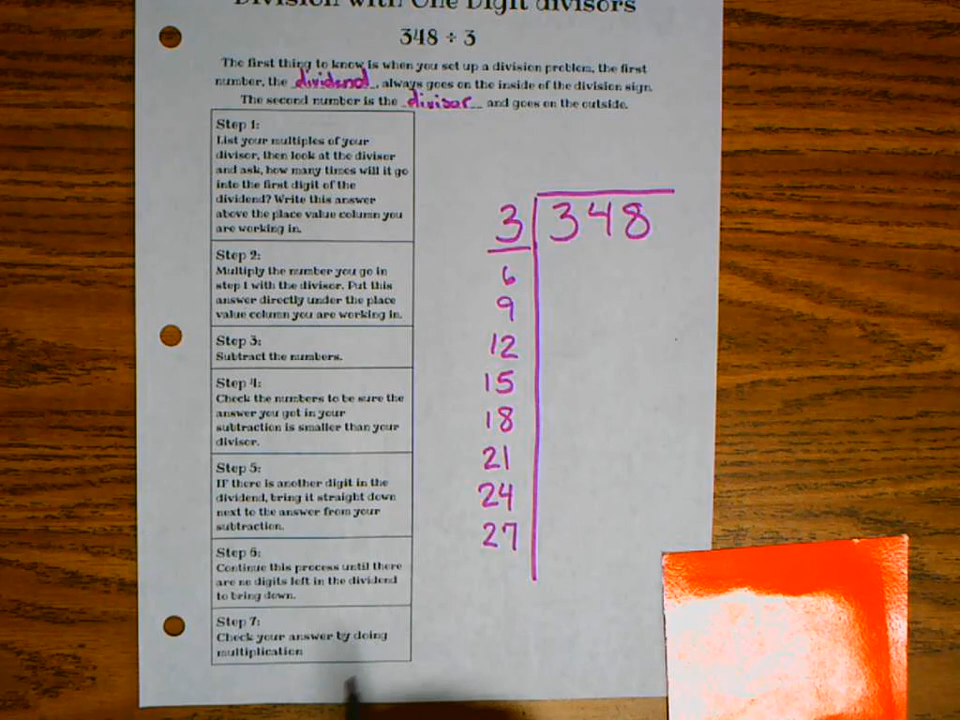 Division with One Digit divisors
348 ÷ 3
The first thing to know is when you set up a division problem, the first
number, the dividend, always goes on the inside of the division sign.
The second number is the divisor and goes on the outside.
Step 1:
List your multiples of your
divisor, then look at the divisor
and ask, how many times will it go
into the first digit of the
dividend? Write this answer
above the place value column you
are working in.
Step 2:
Multiply the number you go in
step 1 with the divisor. Put this
answer directly under the place
value column you are working in.
Step 3:
Subtract the numbers.
Step 4:
Check the numbers to be sure the
answer you got in your
subtraction is smaller than your
divisor.
Step 5:
If there is another digit in the
dividend, bring it straight down
next to the answer from your
subtraction.
Step 6:
Continue this process until there
are no digits left in the dividend
to bring down.
Step 7:
Check your answer by doing
multiplication
3 348
6
9
12
15
18
21
24
27